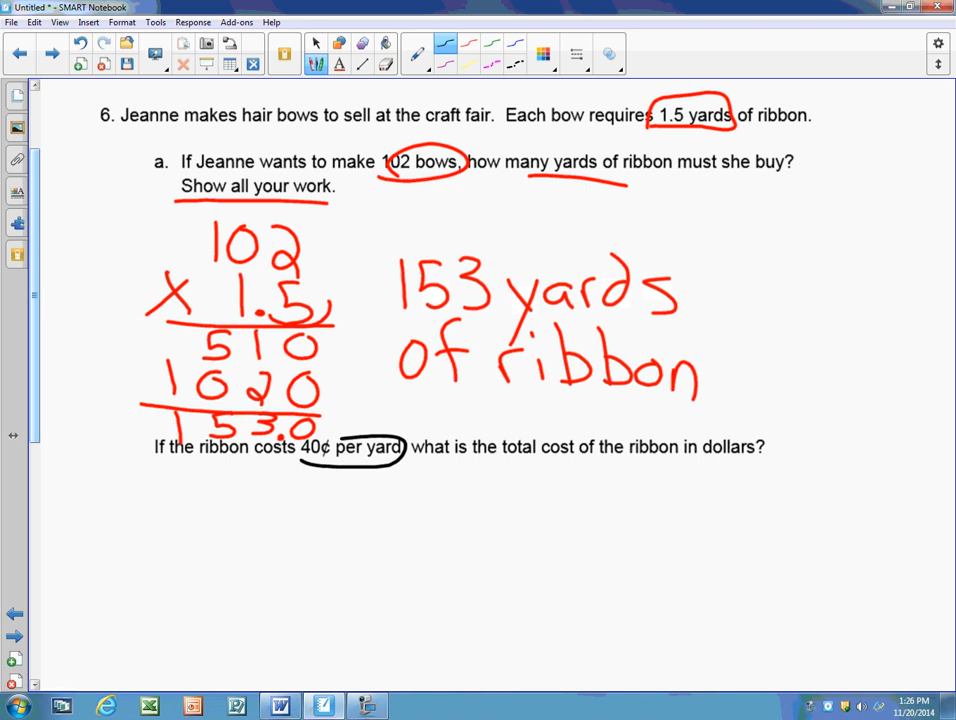 Untitled * - SMART Notebook
File Edit View Insert Format Tools Response Add-ons Help
6. Jeanne makes hair bows to sell at the craft fair. Each bow requires 1.5 yards of ribbon.
a. If Jeanne wants to make 102 bows, how many yards of ribbon must she buy?
Show all your work.
102
X 1.5
510
1020
153.0
153 yards
of ribbon
If the ribbon costs 40¢ per yard, what is the total cost of the ribbon in dollars?
1:26 PM
11/20/2014